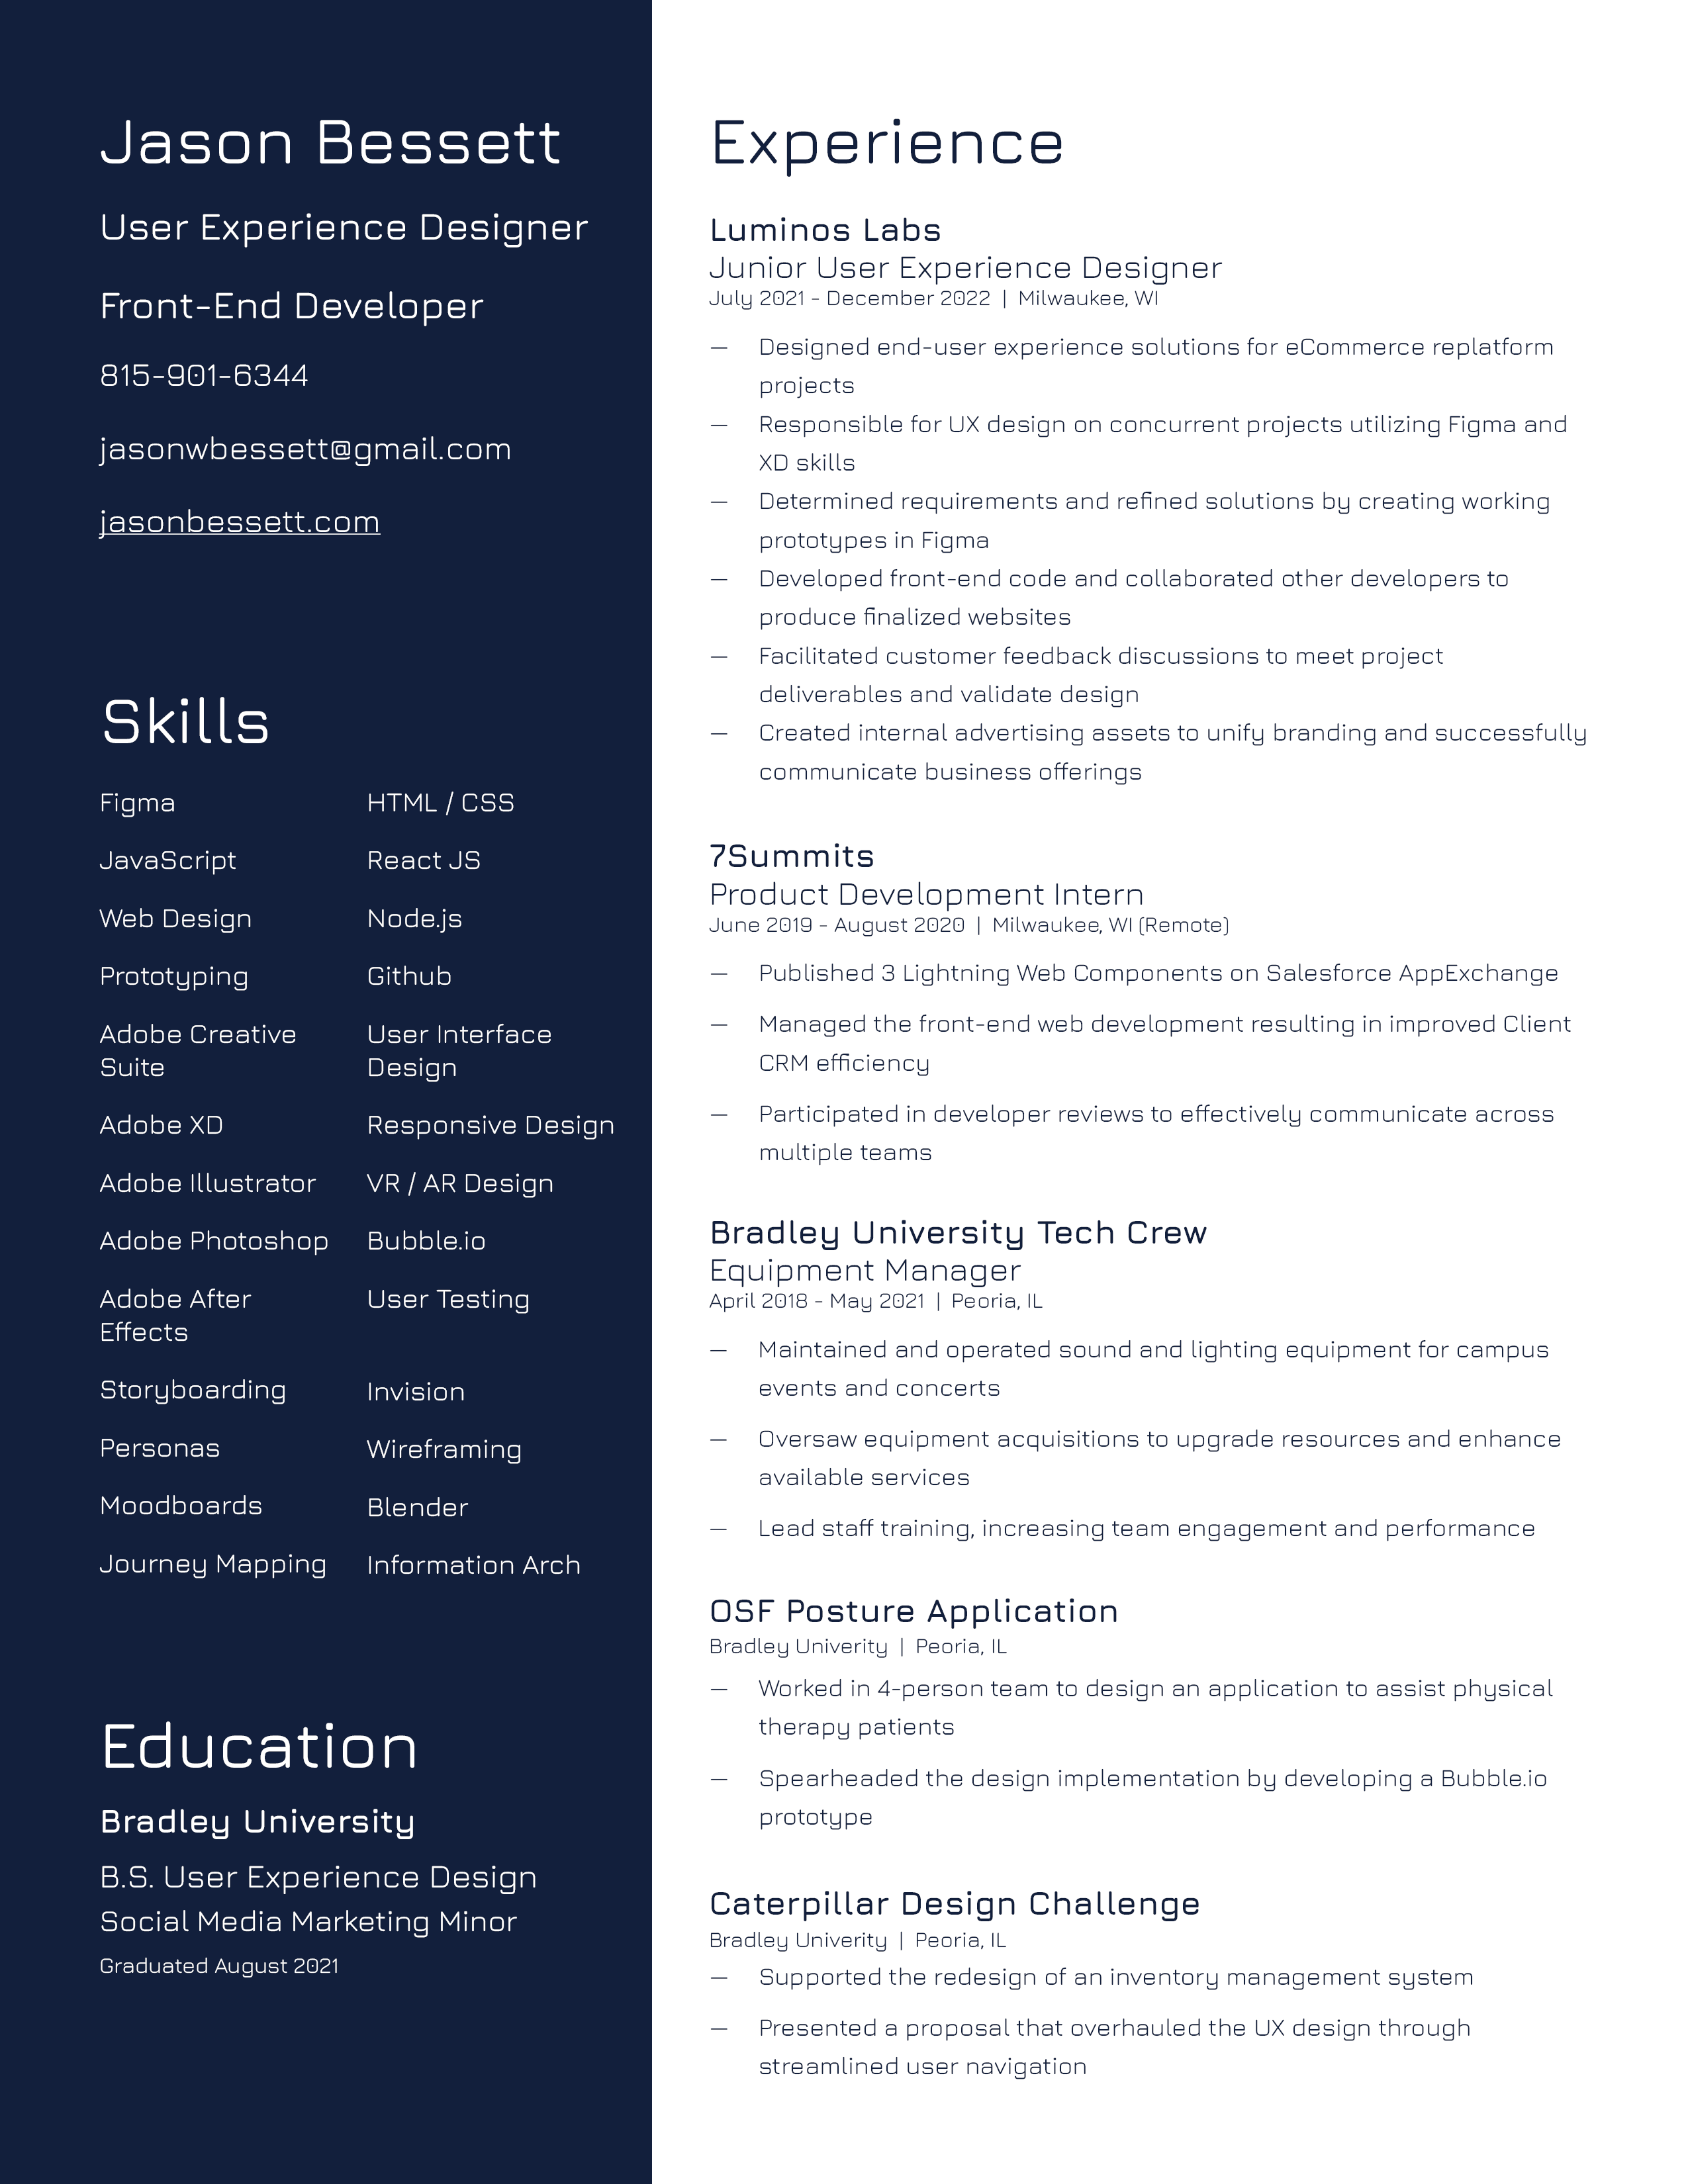 Jason Bessett
User Experience Designer
Front-End Developer
815-901-6344
jasonwbessett@gmail.com
jasonbessett.com
Skills
Figma
JavaScript
Web Design
Prototyping
Adobe Creative
Suite
Adobe XD
Adobe Illustrator
Adobe Photoshop
Adobe After
Effects
Storyboarding
Personas
Moodboards
Journey Mapping
HTML / CSS
React JS
Node.js
Github
User Interface
Design
Responsive Design
VR / AR Design
Bubble.io
User Testing
Invision
Wireframing
Blender
Information Arch
Education
Bradley University
B.S. User Experience Design
Social Media Marketing Minor
Graduated August 2021
Experience
Luminos Labs
Junior User Experience Designer
July 2021 - December 2022 | Milwaukee, WI
— Designed end-user experience solutions for eCommerce replatform
projects
— Responsible for UX design on concurrent projects utilizing Figma and
XD skills
— Determined requirements and refined solutions by creating working
prototypes in Figma
— Developed front-end code and collaborated other developers to
produce finalized websites
— Facilitated customer feedback discussions to meet project
deliverables and validate design
— Created internal advertising assets to unify branding and successfully
communicate business offerings
7Summits
Product Development Intern
June 2019 - August 2020 | Milwaukee, WI (Remote)
— Published 3 Lightning Web Components on Salesforce AppExchange
— Managed the front-end web development resulting in improved Client
CRM efficiency
— Participated in developer reviews to effectively communicate across
multiple teams
Bradley University Tech Crew
Equipment Manager
April 2018 - May 2021 | Peoria, IL
— Maintained and operated sound and lighting equipment for campus
events and concerts
— Oversaw equipment acquisitions to upgrade resources and enhance
available services
— Lead staff training, increasing team engagement and performance
OSF Posture Application
Bradley Univerity | Peoria, IL
— Worked in 4-person team to design an application to assist physical
therapy patients
— Spearheaded the design implementation by developing a Bubble.io
prototype
Caterpillar Design Challenge
Bradley Univerity | Peoria, IL
— Supported the redesign of an inventory management system
— Presented a proposal that overhauled the UX design through
streamlined user navigation